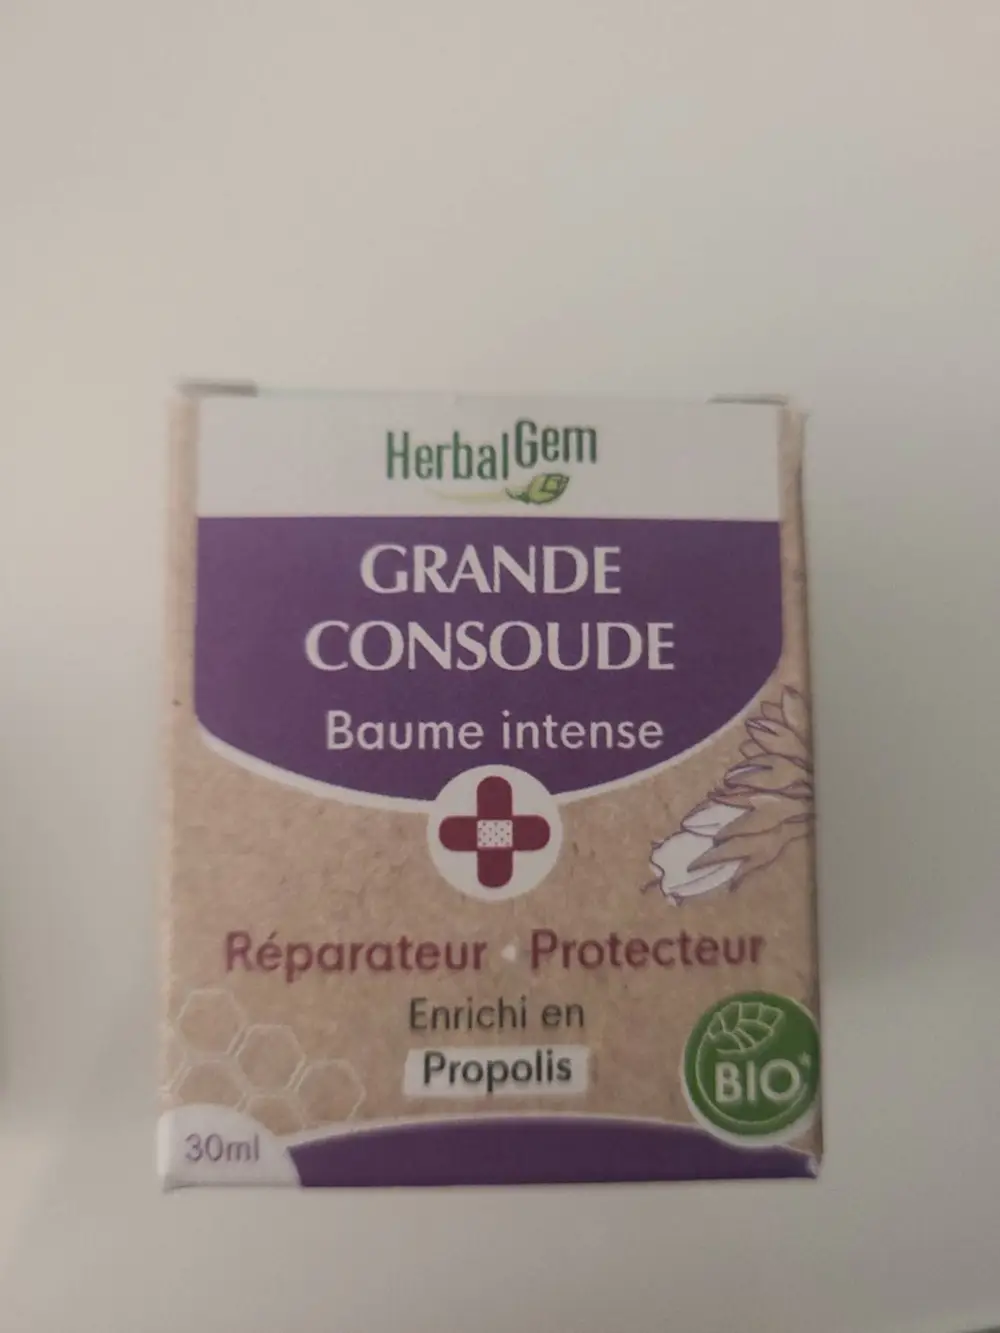 HerbalGem
GRANDE
CONSOUDE
Baume intense
Réparateur • Protecteur
Enrichi en
Propolis
BIO*
30ml